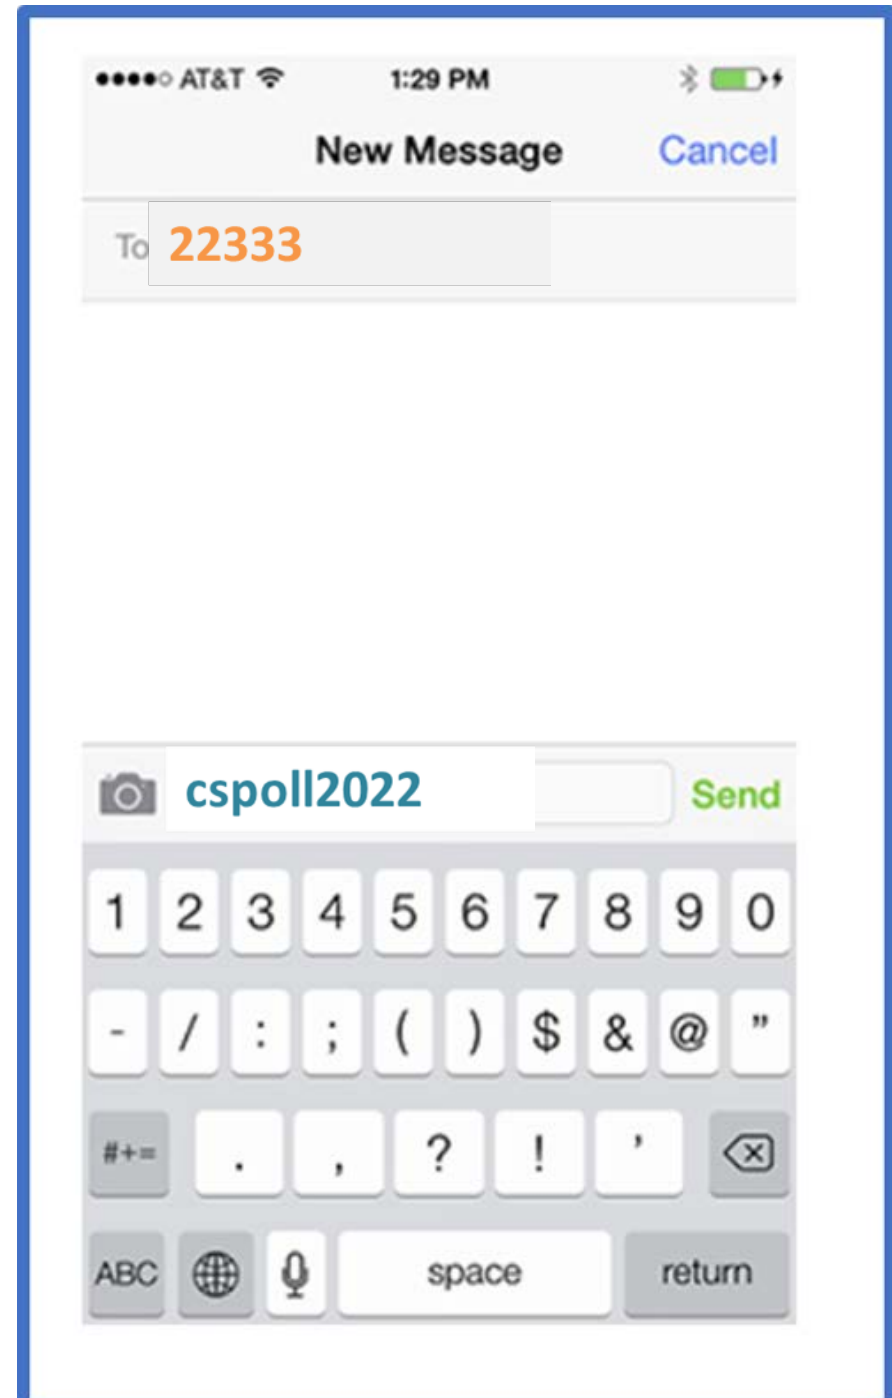 AT&T 1:29 PM
New Message Cancel
To 22333
cspoll2022 Send
1 2 3 4 5 6 7 8 9 0
- / : ; ( ) $ & @ "
#+= . , ? ! '
ABC space return